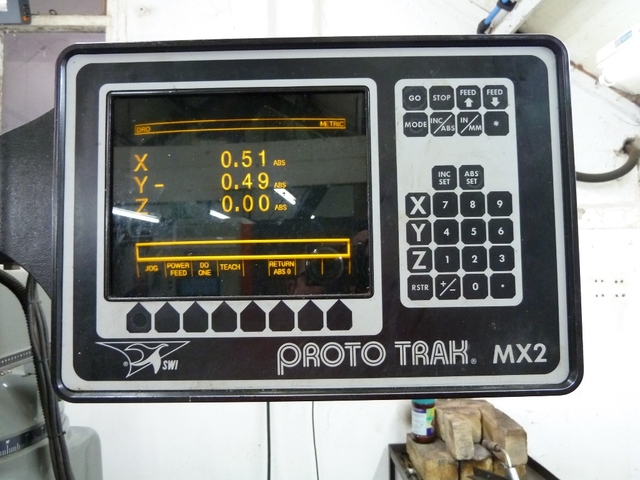 DRO METRIC
X 0.51 ABS
Y - 0.49 ABS
Z 0.00 ABS
JOG POWER FEED DO ONE TEACH RETURN ABS 0
GO STOP FEED FEED
MODE INC/ABS IN/MM *
INC SET ABS SET
X 7 8 9
Y 4 5 6
Z 1 2 3
RSTR +/- 0 .
SWI PROTO TRAK® MX2